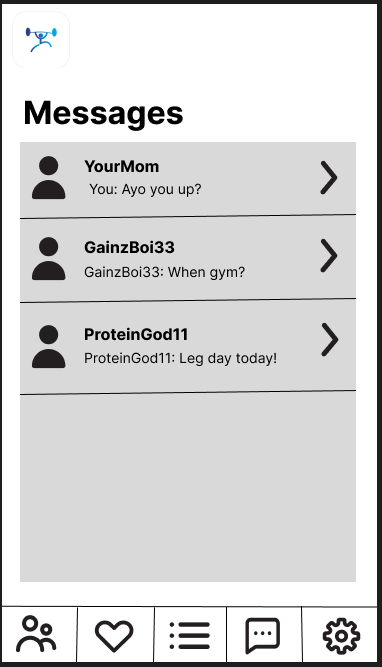 Messages
YourMom
You: Ayo you up?
GainzBoi33
GainzBoi33: When gym?
ProteinGod11
ProteinGod11: Leg day today!